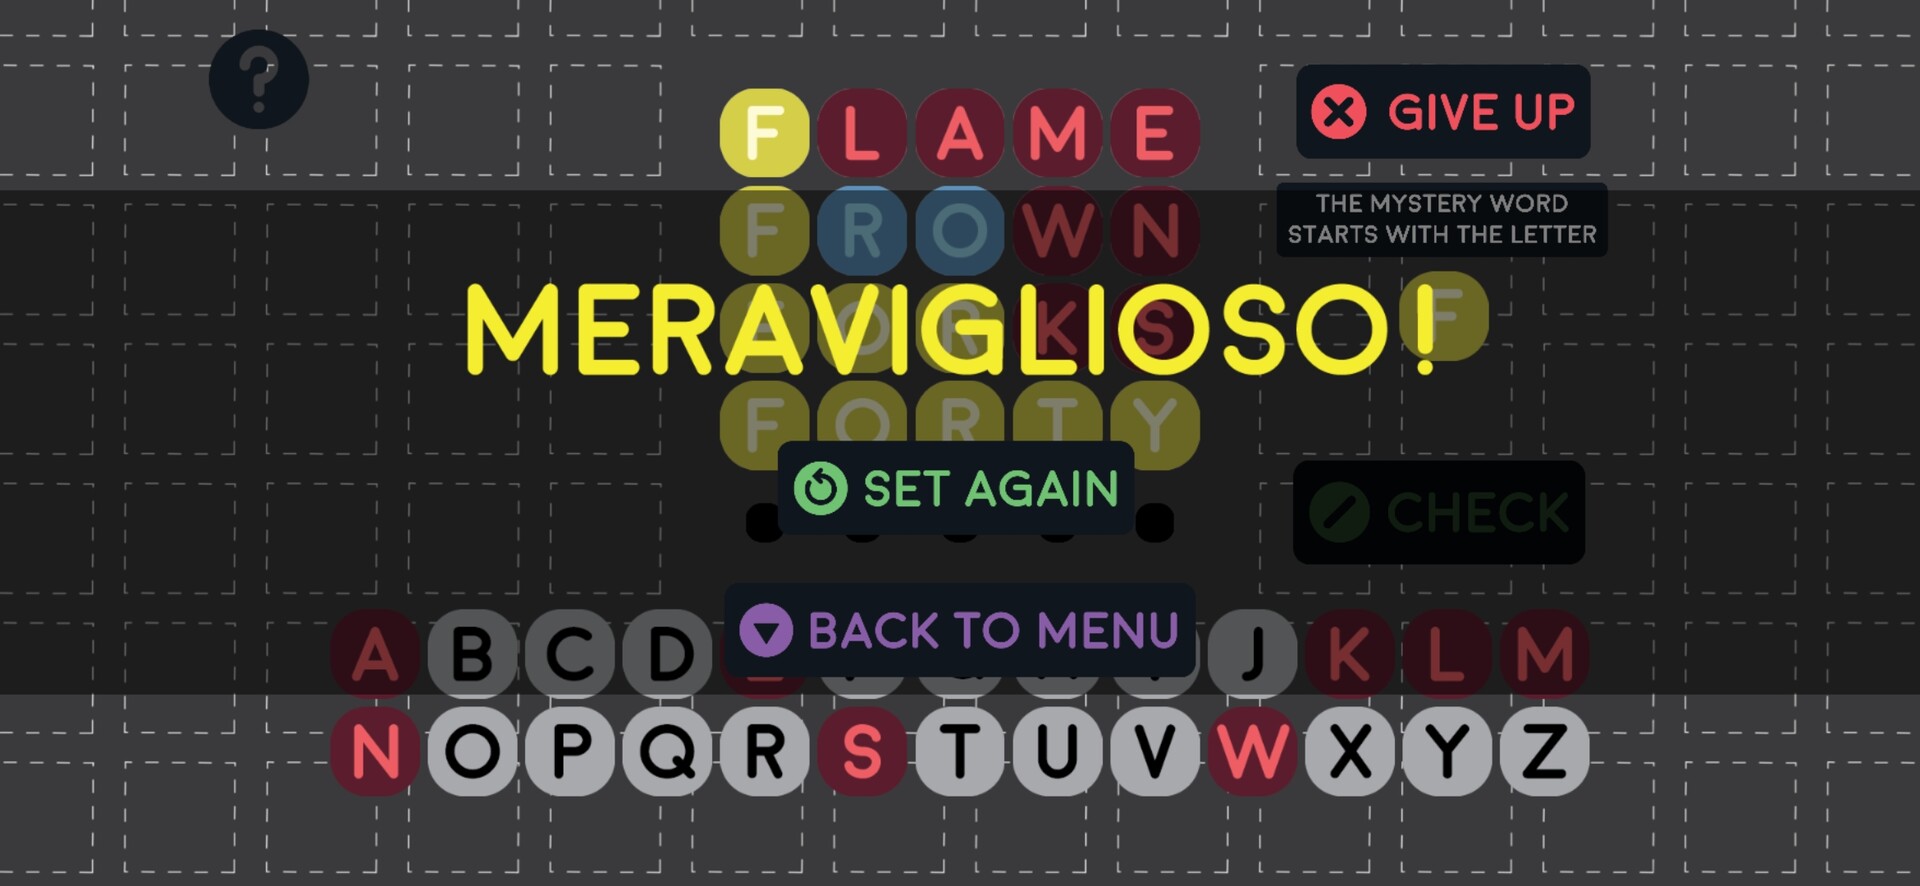 ?
FLAME
GIVE UP
FROWN
THE MYSTERY WORD
STARTS WITH THE LETTER
F
FORKS
MERAVIGLIOSO!
FORTY
SET AGAIN
CHECK
BACK TO MENU
A B C D J K L M
N O P Q R S T U V W X Y Z